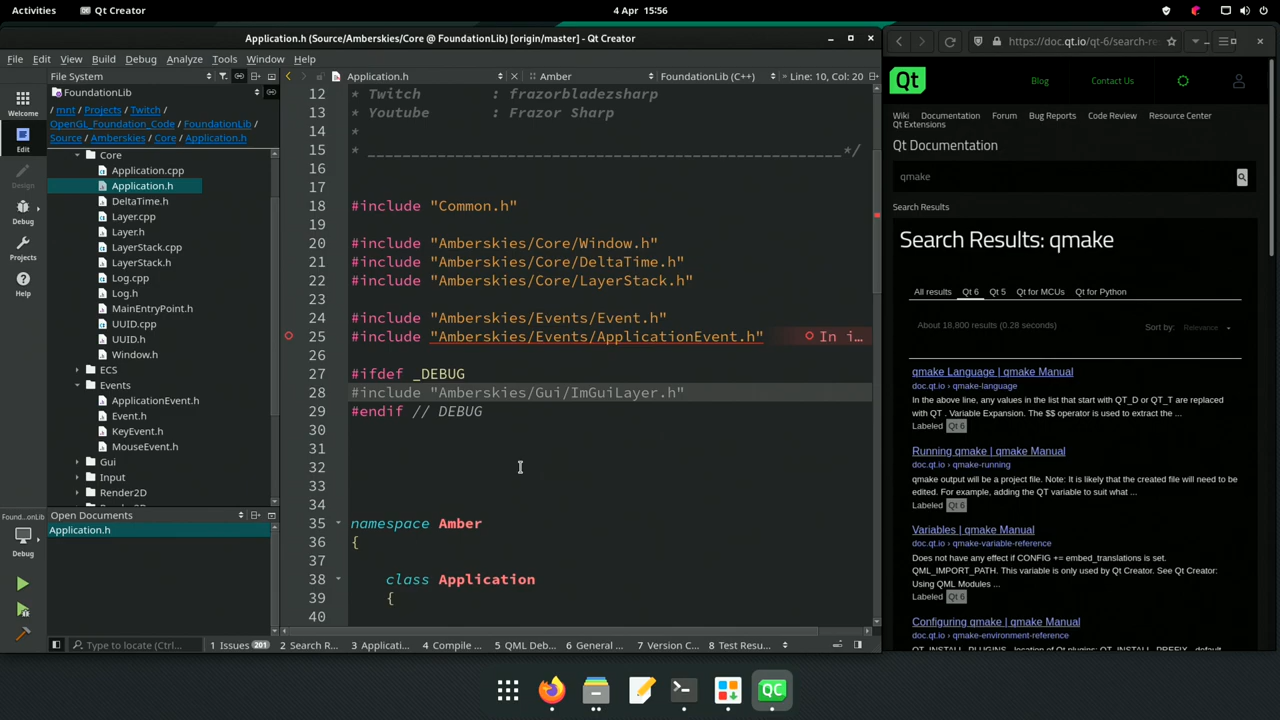 Activities
Qt Creator
4 Apr 15:56
Application.h (Source/Amberskies/Core @ FoundationLib) [origin/master] - Qt Creator
File Edit View Build Debug Analyze Tools Window Help
File System
Application.h
Amber
FoundationLib (C++)
Line: 10, Col: 20
Welcome
Edit
Design
Debug
Projects
Help
FoundationLib
/ mnt / Projects / Twitch /
OpenGL_Foundation_Code / FoundationLib /
Source / Amberskies / Core / Application.h
Core
Application.cpp
Application.h
DeltaTime.h
Layer.cpp
Layer.h
LayerStack.cpp
LayerStack.h
Log.cpp
Log.h
MainEntryPoint.h
UUID.cpp
UUID.h
Window.h
ECS
Events
ApplicationEvent.h
Event.h
KeyEvent.h
MouseEvent.h
Gui
Input
Render2D
Open Documents
Application.h
Found...onLib
Debug
12 * Twitch : frazorbladezsharp
13 * Youtube : Frazor Sharp
14 *
15 * ______________________________________________________*/
16
17
18 #include "Common.h"
19
20 #include "Amberskies/Core/Window.h"
21 #include "Amberskies/Core/DeltaTime.h"
22 #include "Amberskies/Core/LayerStack.h"
23
24 #include "Amberskies/Events/Event.h"
25 #include "Amberskies/Events/ApplicationEvent.h" In i...
26
27 #ifdef _DEBUG
28 #include "Amberskies/Gui/ImGuiLayer.h"
29 #endif // DEBUG
30
31
32
33
34
35 namespace Amber
36 {
37
38 class Application
39 {
40
Type to locate (Ctrl...
1 Issues 201
2 Search R...
3 Applicati...
4 Compile ...
5 QML Deb...
6 General ...
7 Version C...
8 Test Resu...
https://doc.qt.io/qt-6/search-re
Qt
Blog
Contact Us
Wiki Documentation Forum Bug Reports Code Review Resource Center
Qt Extensions
Qt Documentation
qmake
Search Results
Search Results: qmake
All results Qt 6 Qt 5 Qt for MCUs Qt for Python
About 18,800 results (0.28 seconds)
Sort by: Relevance
qmake Language | qmake Manual
doc.qt.io › qmake-language
In the above line, any values in the list that start with QT_D or QT_T are replaced
with QT . Variable Expansion. The $$ operator is used to extract the ...
Labeled Qt 6
Running qmake | qmake Manual
doc.qt.io › qmake-running
qmake output will be a project file. Note: It is likely that the created file will need to be
edited. For example, adding the QT variable to suit what ...
Labeled Qt 6
Variables | qmake Manual
doc.qt.io › qmake-variable-reference
Does not have any effect if CONFIG += embed_translations is set.
QML_IMPORT_PATH. This variable is only used by Qt Creator. See Qt Creator:
Using QML Modules ...
Labeled Qt 6
Configuring qmake | qmake Manual
doc.qt.io › qmake-environment-reference
QC